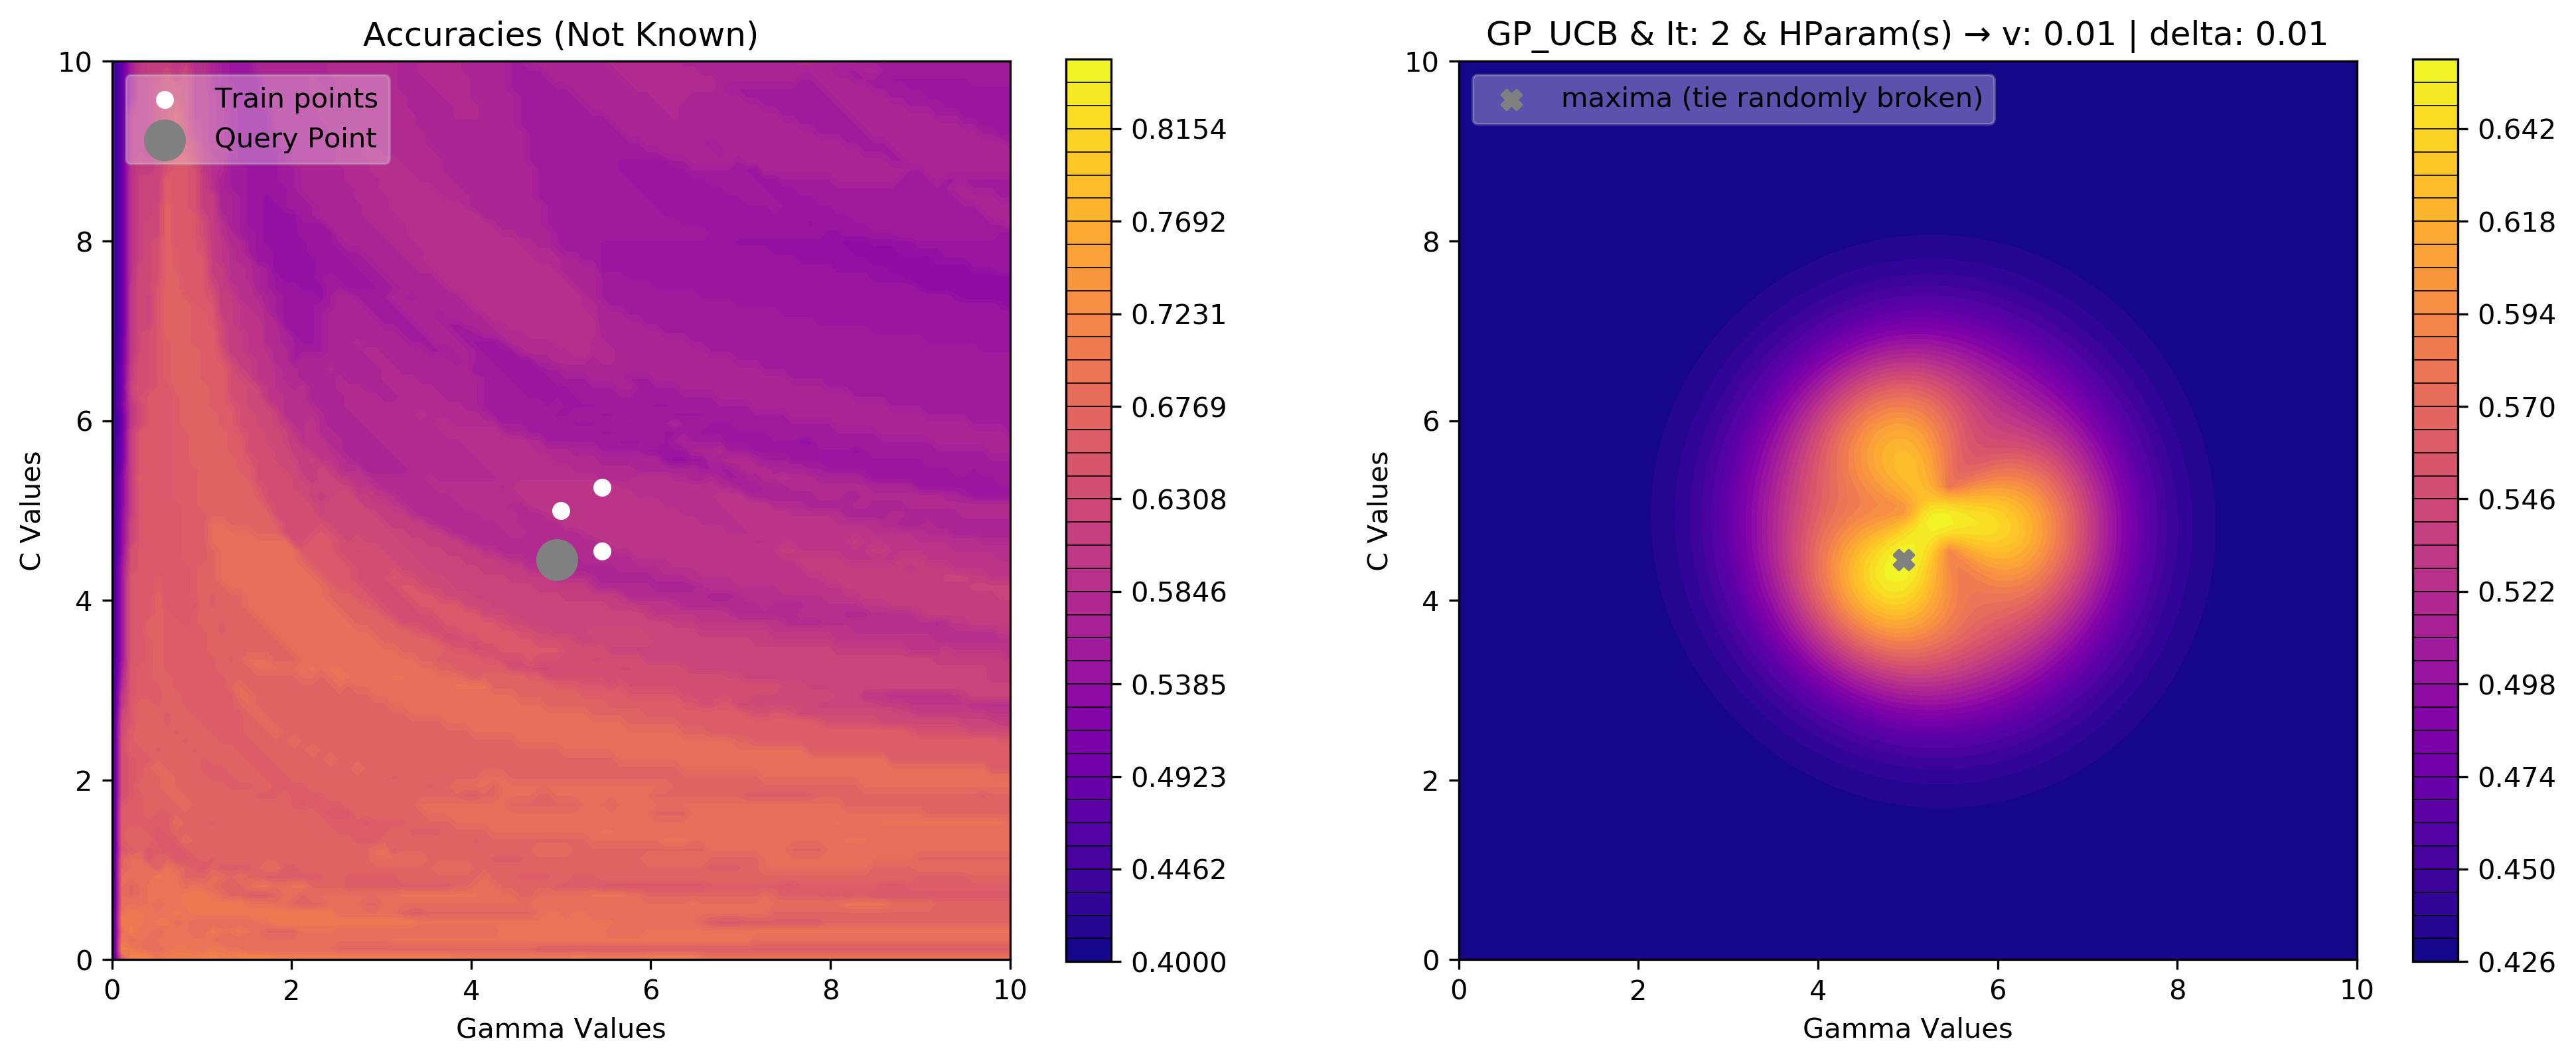 Accuracies (Not Known)
Train points
Query Point
10
8
6
4
2
0
C Values
0 2 4 6 8 10
Gamma Values
0.8154
0.7692
0.7231
0.6769
0.6308
0.5846
0.5385
0.4923
0.4462
0.4000
GP_UCB & It: 2 & HParam(s) → v: 0.01 | delta: 0.01
maxima (tie randomly broken)
10
8
6
4
2
0
C Values
0 2 4 6 8 10
Gamma Values
0.642
0.618
0.594
0.570
0.546
0.522
0.498
0.474
0.450
0.426